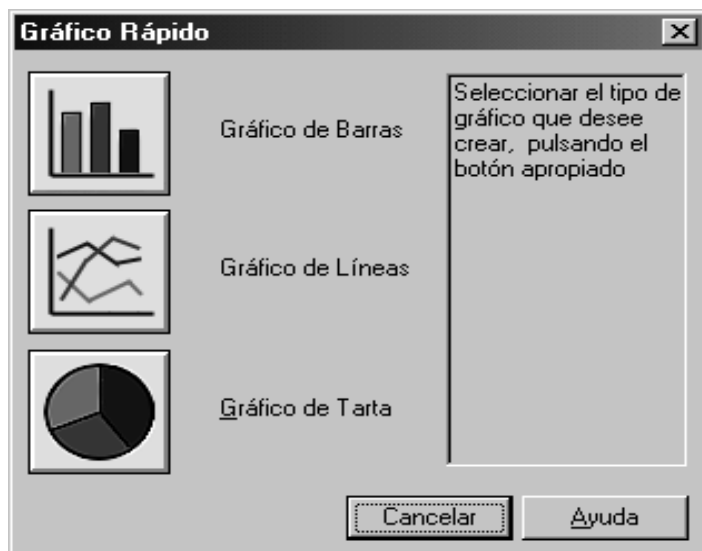 Gráfico Rápido
Gráfico de Barras
Seleccionar el tipo de
gráfico que desee
crear, pulsando el
botón apropiado
Gráfico de Líneas
Gráfico de Tarta
Cancelar
Ayuda